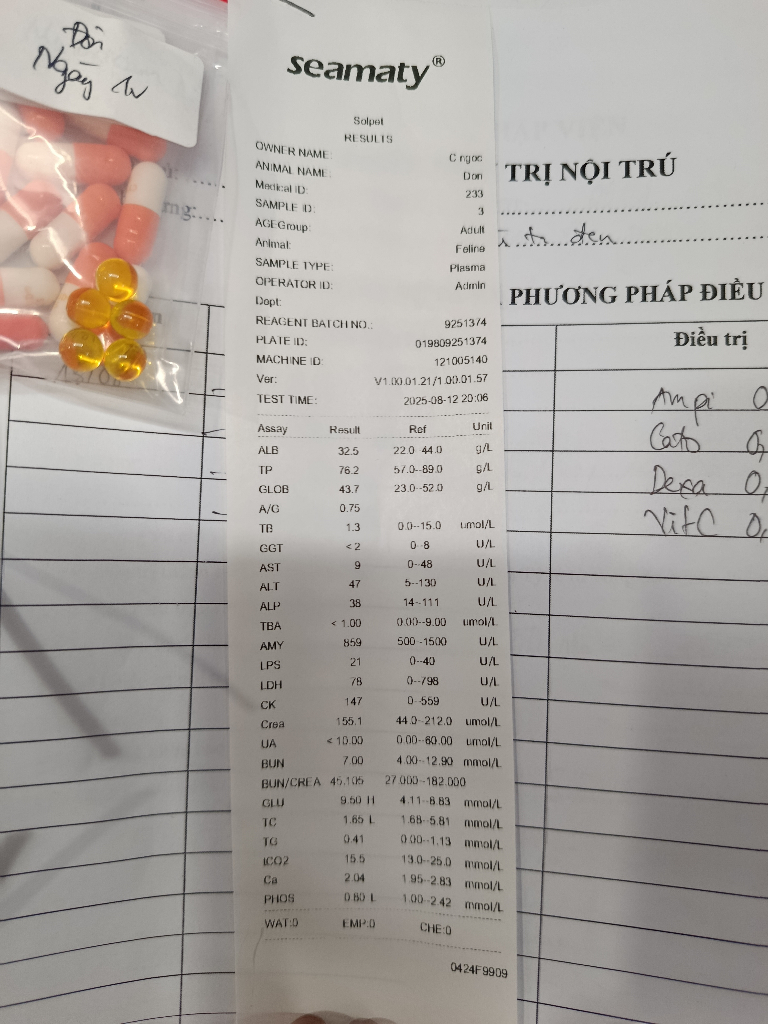 Đôn
Ngày 1v
seamaty®
Solpet
RESULTS
OWNER NAME: C ngoc
ANIMAL NAME: Don
Medical ID: 233
SAMPLE ID: 3
AGEGroup: Adult
Animal: Feline
SAMPLE TYPE: Plasma
OPERATOR ID: Admin
Dept:
REAGENT BATCH NO.: 9251374
PLATE ID: 019809251374
MACHINE ID: 121005140
Ver: V1.00.01.21/1.00.01.57
TEST TIME: 2025-08-12 20:06
Assay Result Ref Unit
ALB 32.5 22.0--44.0 g/L
TP 76.2 57.0--89.0 g/L
GLOB 43.7 23.0--52.0 g/L
A/G 0.75
TB 1.3 0.0--15.0 umol/L
GGT <2 0--8 U/L
AST 9 0--48 U/L
ALT 47 5--130 U/L
ALP 38 14--111 U/L
TBA < 1.00 0.00--9.00 umol/L
AMY 859 500--1500 U/L
LPS 21 0--40 U/L
LDH 78 0--798 U/L
CK 147 0--559 U/L
Crea 155.1 44.0--212.0 umol/L
UA < 10.00 0.00--60.00 umol/L
BUN 7.00 4.00--12.90 mmol/L
BUN/CREA 45.105 27.000--182.000
GLU 9.50 H 4.11--8.83 mmol/L
TC 1.65 L 1.68--5.81 mmol/L
TG 0.41 0.00--1.13 mmol/L
tCO2 15.5 13.0--25.0 mmol/L
Ca 2.04 1.95--2.83 mmol/L
PHOS 0.80 L 1.00--2.42 mmol/L
WAT:0 EMP:0 CHE:0
0424F9909
TRỊ NỘI TRÚ
đen
PHƯƠNG PHÁP ĐIỀU
Điều trị
Ampi 0
Cato 0,
Dexa 0,
VitC 0,